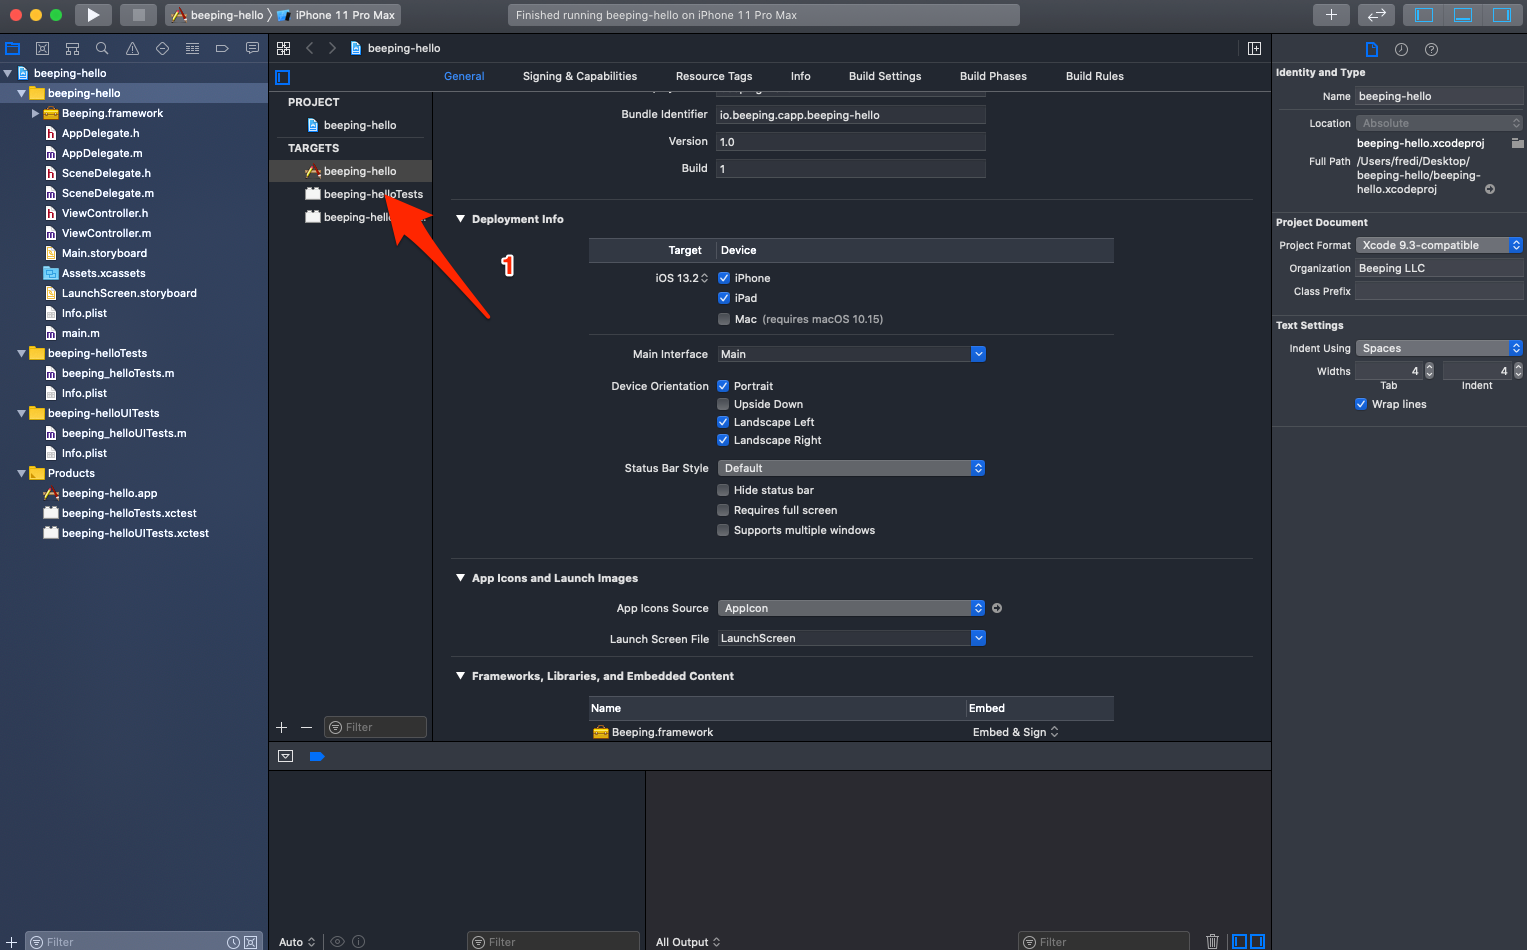 beeping-hello iPhone 11 Pro Max
Finished running beeping-hello on iPhone 11 Pro Max
beeping-hello
beeping-hello
Beeping.framework
AppDelegate.h
AppDelegate.m
SceneDelegate.h
SceneDelegate.m
ViewController.h
ViewController.m
Main.storyboard
Assets.xcassets
LaunchScreen.storyboard
Info.plist
main.m
beeping-helloTests
beeping_helloTests.m
Info.plist
beeping-helloUITests
beeping_helloUITests.m
Info.plist
Products
beeping-hello.app
beeping-helloTests.xctest
beeping-helloUITests.xctest
Filter
beeping-hello
General Signing & Capabilities Resource Tags Info Build Settings Build Phases Build Rules
PROJECT
beeping-hello
TARGETS
beeping-hello
beeping-helloTests
Filter
Bundle Identifier io.beeping.capp.beeping-hello
Version 1.0
Build 1
Deployment Info
1
Target Device
iOS 13.2 iPhone
iPad
Mac (requires macOS 10.15)
Main Interface Main
Device Orientation Portrait
Upside Down
Landscape Left
Landscape Right
Status Bar Style Default
Hide status bar
Requires full screen
Supports multiple windows
App Icons and Launch Images
App Icons Source AppIcon
Launch Screen File LaunchScreen
Frameworks, Libraries, and Embedded Content
Name Embed
Beeping.framework Embed & Sign
Auto Filter
All Output Filter
Identity and Type
Name beeping-hello
Location Absolute
beeping-hello.xcodeproj
Full Path /Users/fredi/Desktop/
beeping-hello/beeping-
hello.xcodeproj
Project Document
Project Format Xcode 9.3-compatible
Organization Beeping LLC
Class Prefix
Text Settings
Indent Using Spaces
Widths 4 4
Tab Indent
Wrap lines